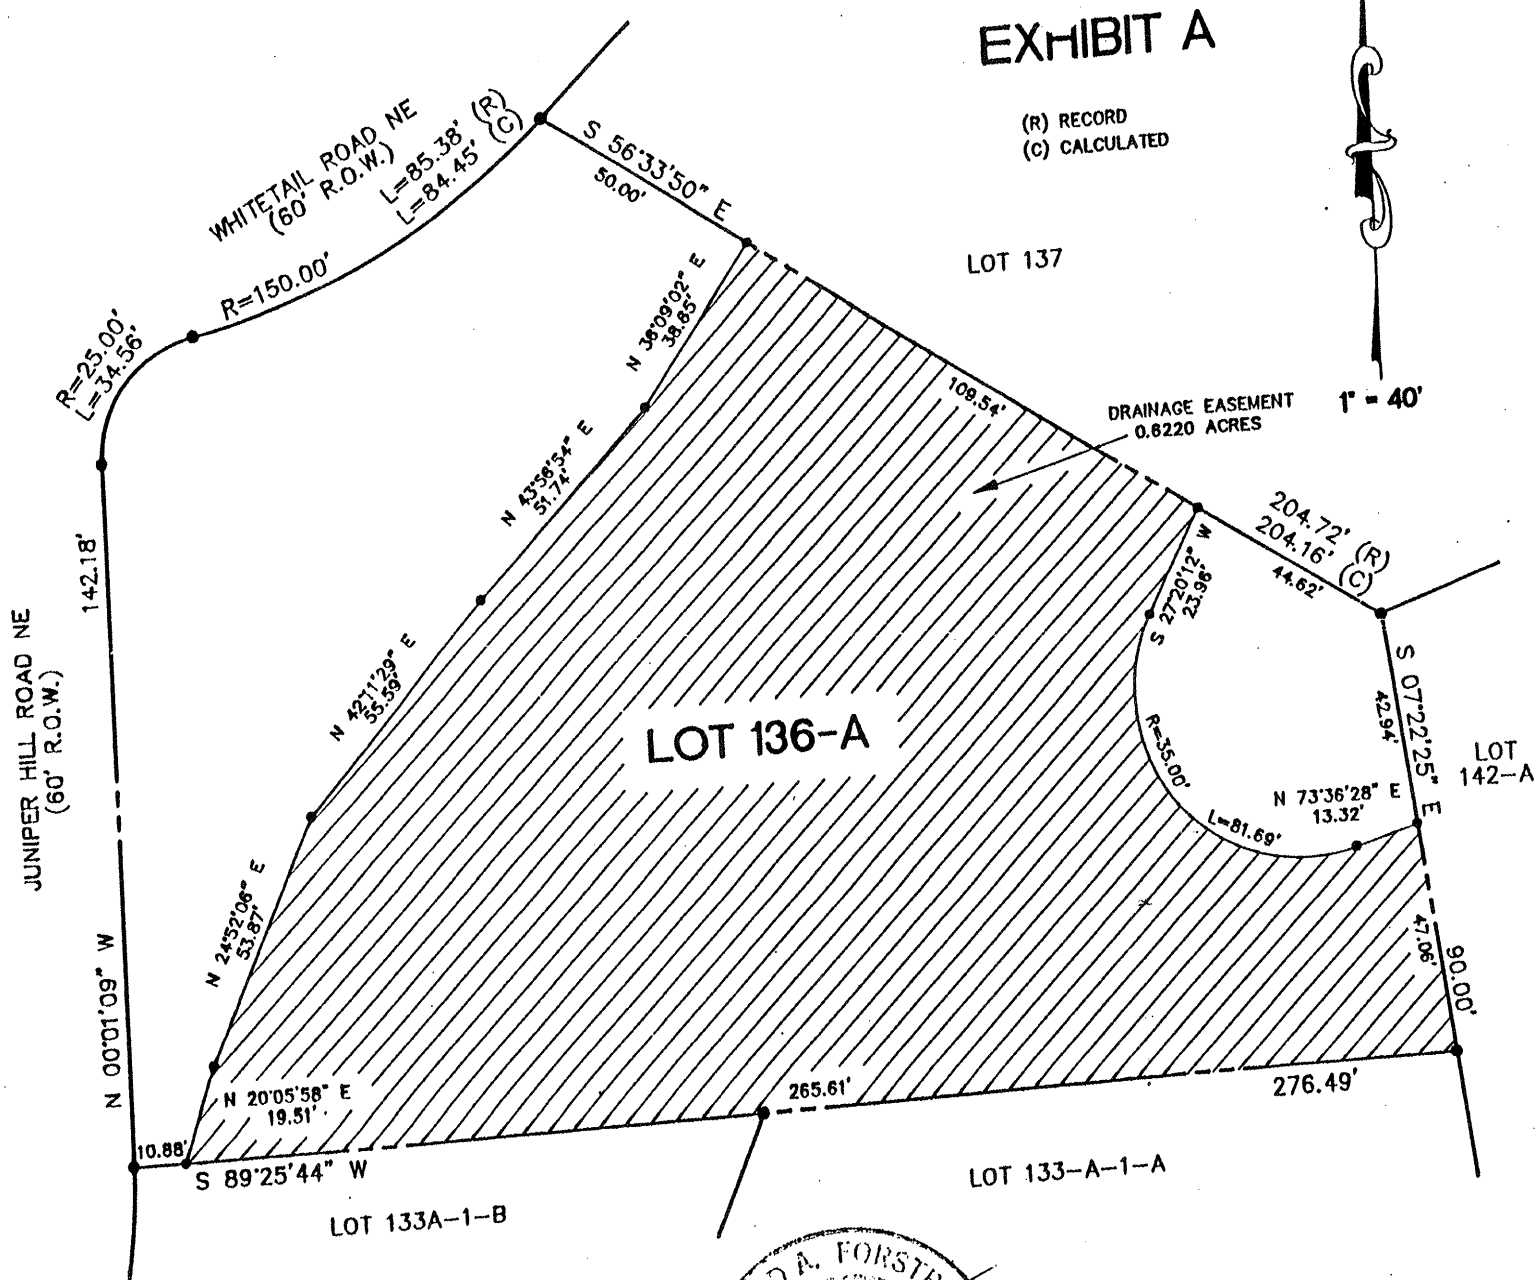 EXHIBIT A
(R) RECORD
(C) CALCULATED
WHITETAIL ROAD NE
(60' R.O.W.)
L=85.38' (R)
L=84.45' (C)
R=150.00'
R=25.00'
L=34.56'
S 56°33'50" E
50.00'
LOT 137
N 36°09'02" E
38.65'
109.54'
DRAINAGE EASEMENT
0.6220 ACRES
1" = 40'
N 43°56'54" E
51.74'
204.72' (R)
204.16' (C)
44.62'
S 27°20'12" W
23.96'
142.18'
JUNIPER HILL ROAD NE
(60' R.O.W.)
N 42°11'29" E
55.59'
LOT 136-A
R=35.00'
L=81.69'
N 73°36'28" E
13.32'
S 07°22'25" E
42.94'
LOT
142-A
N 24°52'06" E
53.87'
47.06'
90.00'
N 00°01'09" W
N 20°05'58" E
19.51'
265.61'
276.49'
10.88'
S 89°25'44" W
LOT 133A-1-B
LOT 133-A-1-A
A. FORST